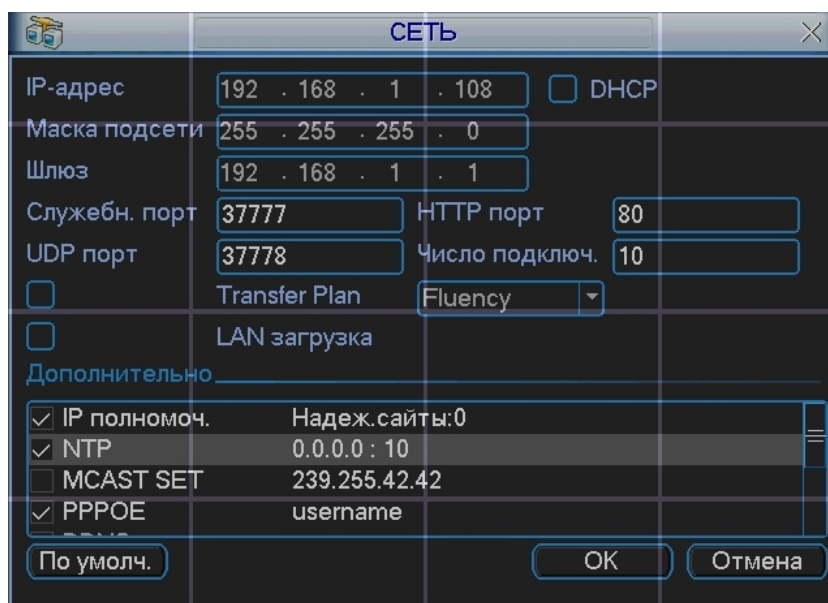 СЕТЬ
IP-адрес 192 . 168 . 1 . 108 DHCP
Маска подсети 255 . 255 . 255 . 0
Шлюз 192 . 168 . 1 . 1
Служебн. порт 37777 HTTP порт 80
UDP порт 37778 Число подключ. 10
Transfer Plan Fluency
LAN загрузка
Дополнительно
IP полномоч. Надеж.сайты:0
NTP 0.0.0.0 : 10
MCAST SET 239.255.42.42
PPPOE username
По умолч. OK Отмена